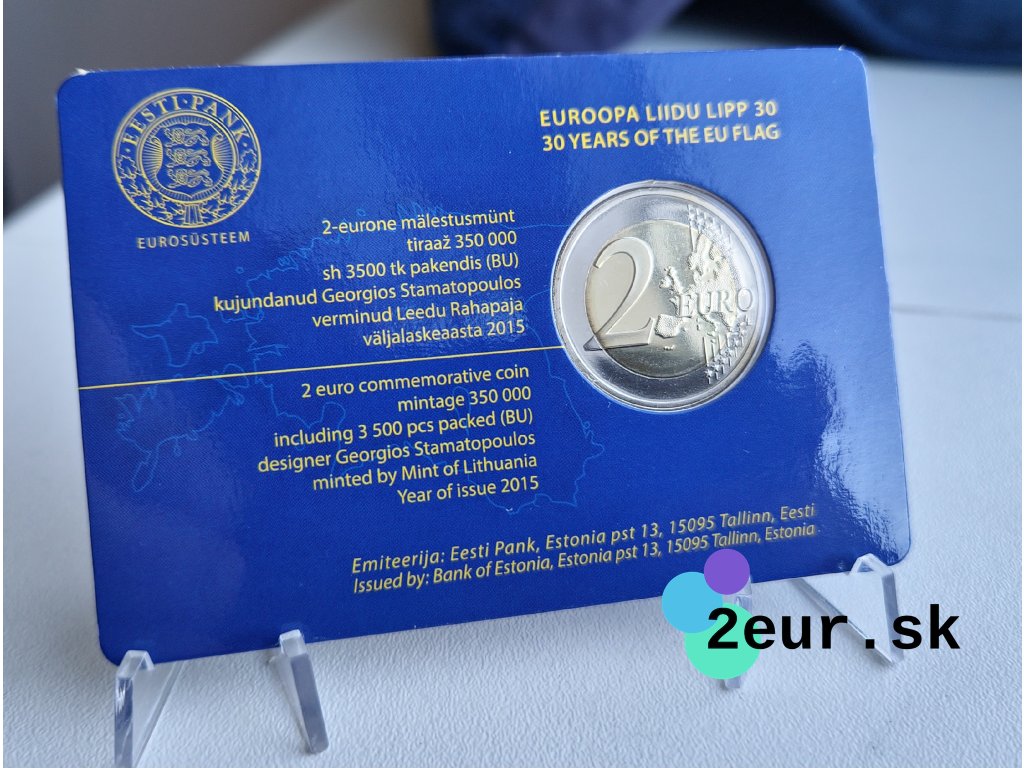 EESTI·PANK
EUROSÜSTEEM
EUROOPA LIIDU LIPP 30
30 YEARS OF THE EU FLAG
2-eurone mälestusmünt
tiraaž 350 000
sh 3500 tk pakendis (BU)
kujundanud Georgios Stamatopoulos
verminud Leedu Rahapaja
väljalaskeaasta 2015
2 euro commemorative coin
mintage 350 000
including 3 500 pcs packed (BU)
designer Georgios Stamatopoulos
minted by Mint of Lithuania
Year of issue 2015
2 EURO
Emiteerija: Eesti Pank, Estonia pst 13, 15095 Tallinn, Eesti
Issued by: Bank of Estonia, Estonia pst 13, 15095 Tallinn, Estonia
2eur.sk